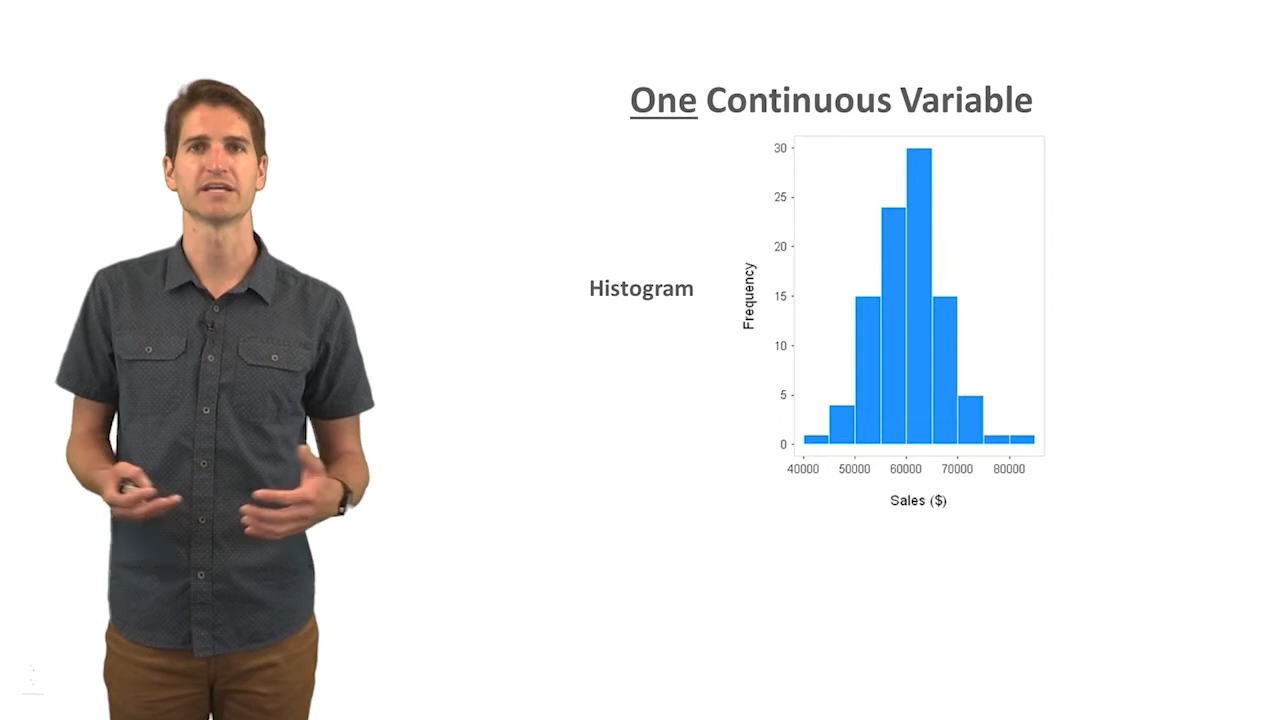 One Continuous Variable
Histogram
Frequency
30
25
20
15
10
5
0
40000 50000 60000 70000 80000
Sales ($)